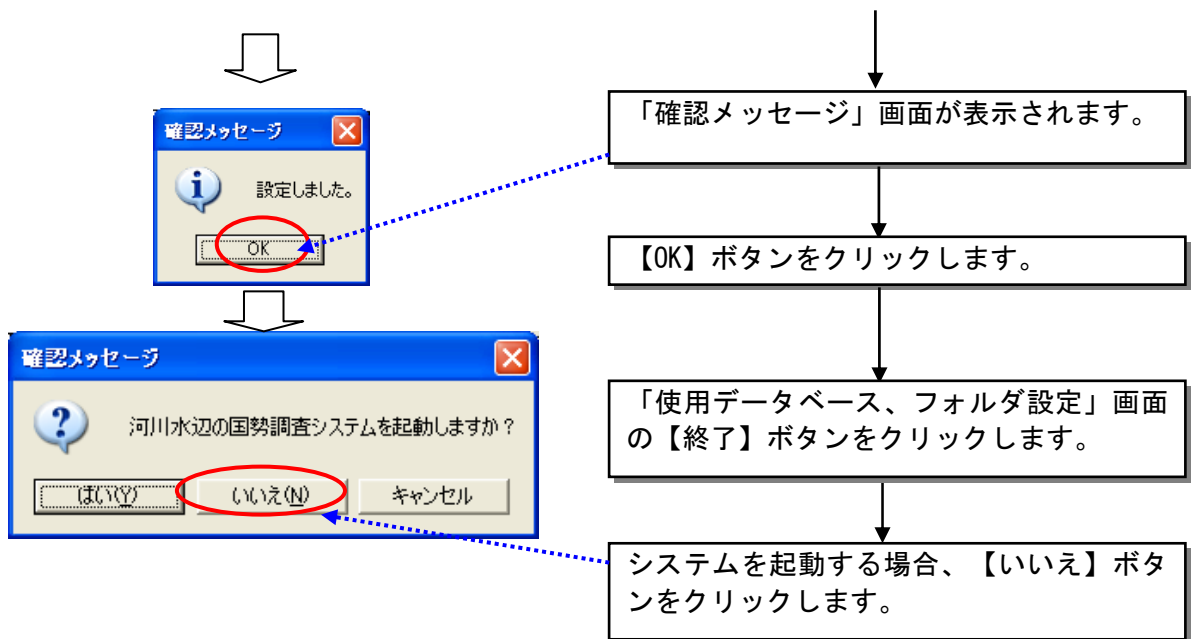 確認メッセージ
設定しました。
OK
確認メッセージ
河川水辺の国勢調査システムを起動しますか？
はい(Y)
いいえ(N)
キャンセル
「確認メッセージ」画面が表示されます。
【OK】ボタンをクリックします。
「使用データベース、フォルダ設定」画面
の【終了】ボタンをクリックします。
システムを起動する場合、【いいえ】ボタ
ンをクリックします。